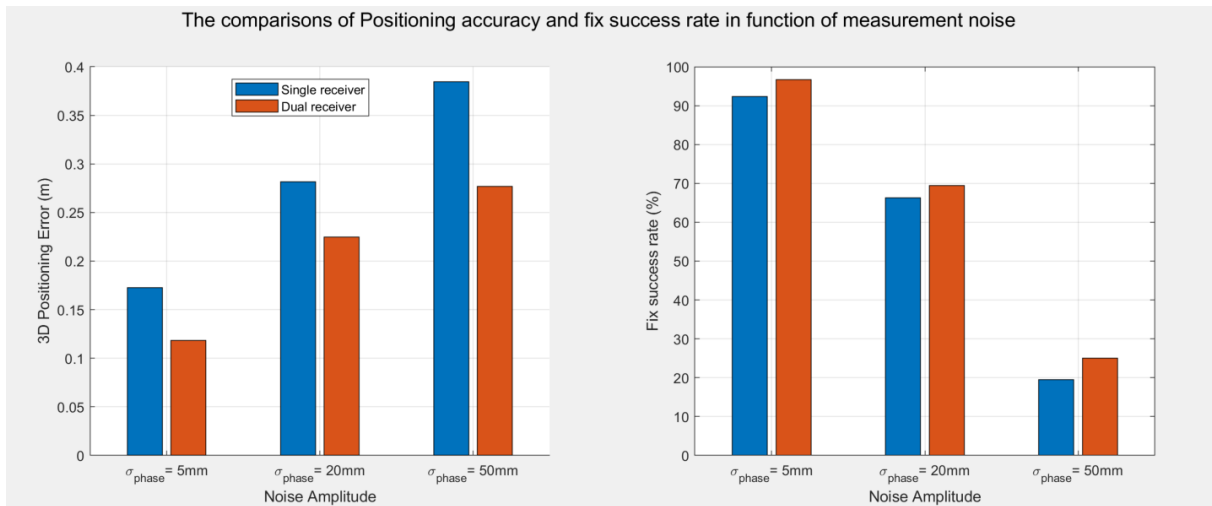 The comparisons of Positioning accuracy and fix success rate in function of measurement noise
3D Positioning Error (m)
0.4
0.35
0.3
0.25
0.2
0.15
0.1
0.05
0
Single receiver
Dual receiver
σphase= 5mm
σphase= 20mm
σphase= 50mm
Noise Amplitude
Fix success rate (%)
100
90
80
70
60
50
40
30
20
10
0
σphase= 5mm
σphase= 20mm
σphase= 50mm
Noise Amplitude